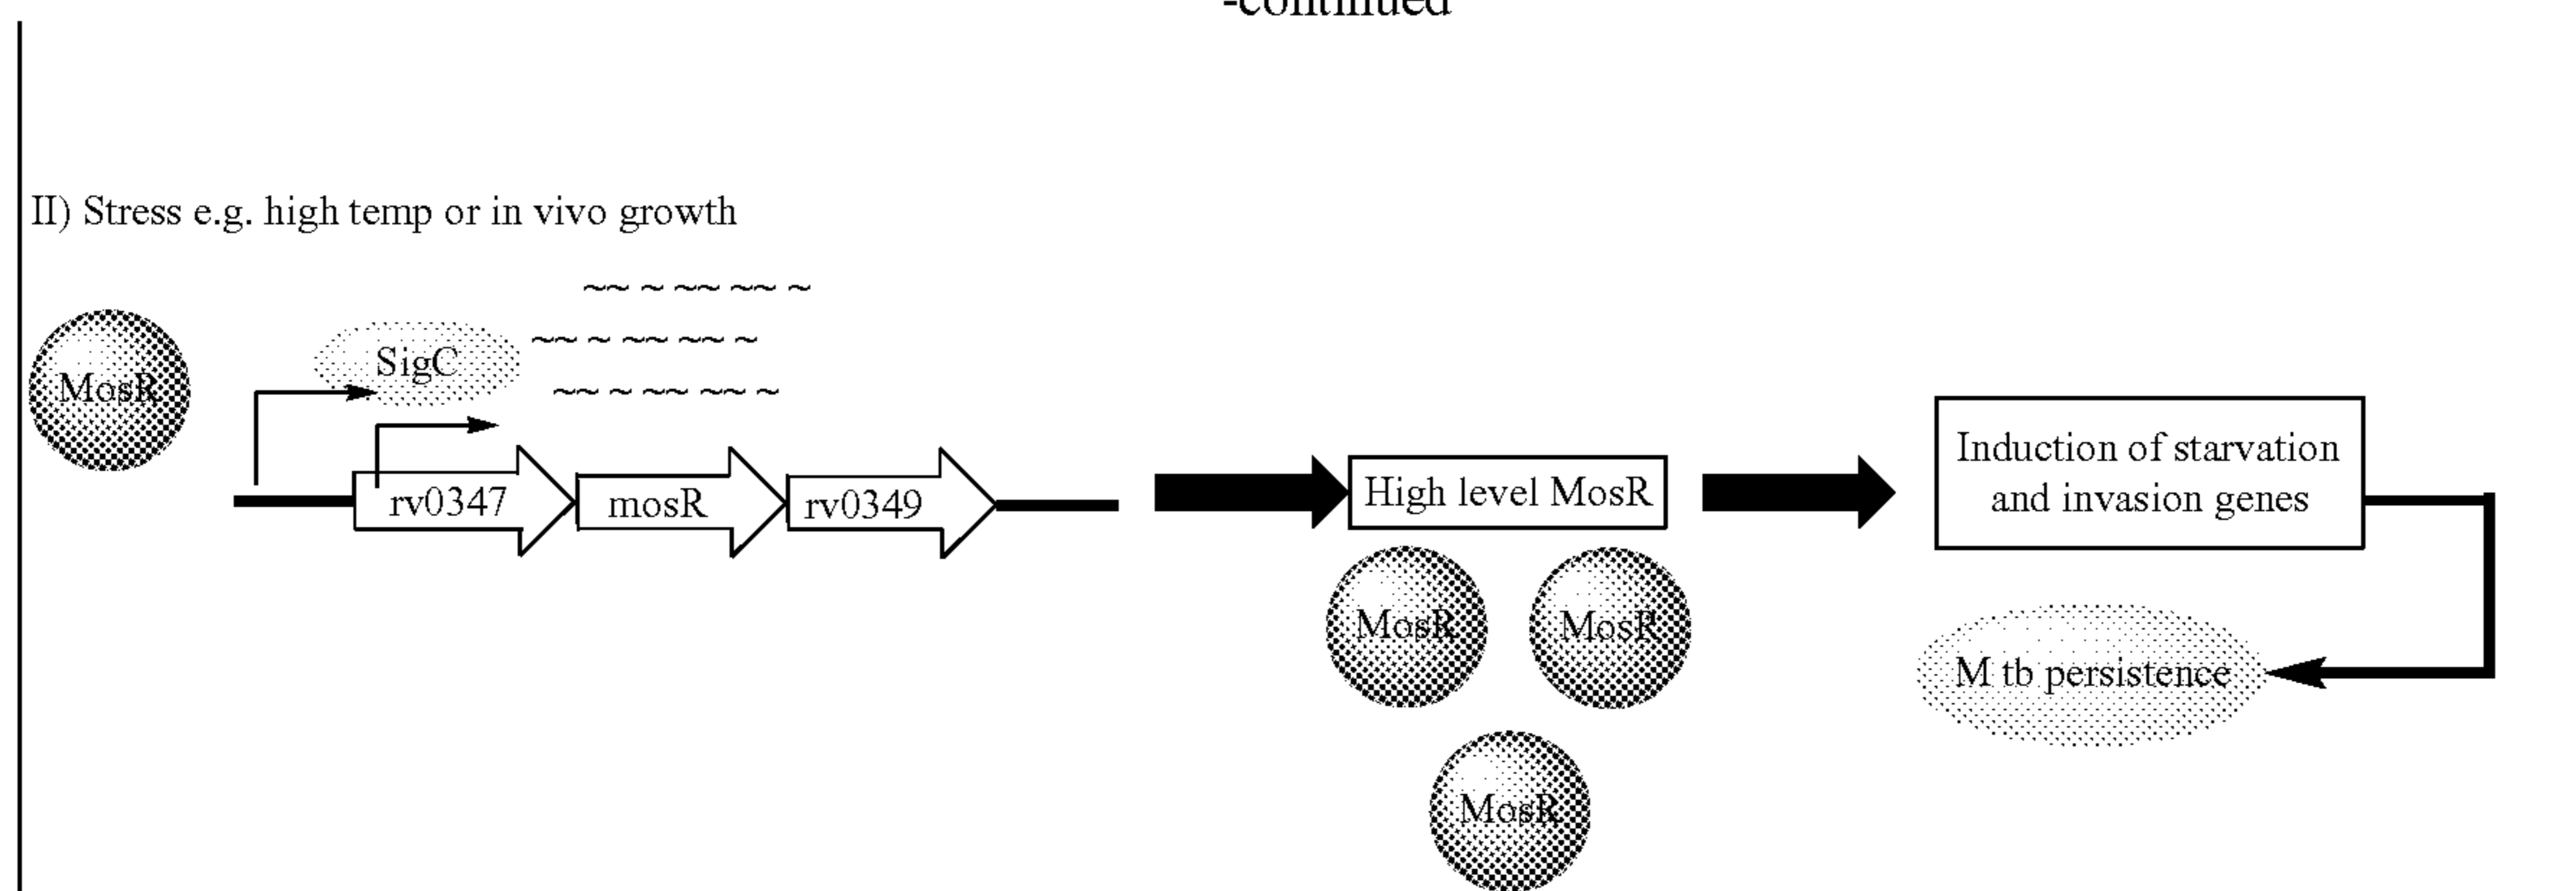 -continued
II) Stress e.g. high temp or in vivo growth
~~ ~ ~~ ~~ ~
~~ ~ ~~ ~~ ~
~~ ~ ~~ ~~ ~
MosR
SigC
rv0347
mosR
rv0349
High level MosR
Induction of starvation
and invasion genes
MosR
MosR
M tb persistence
MosR